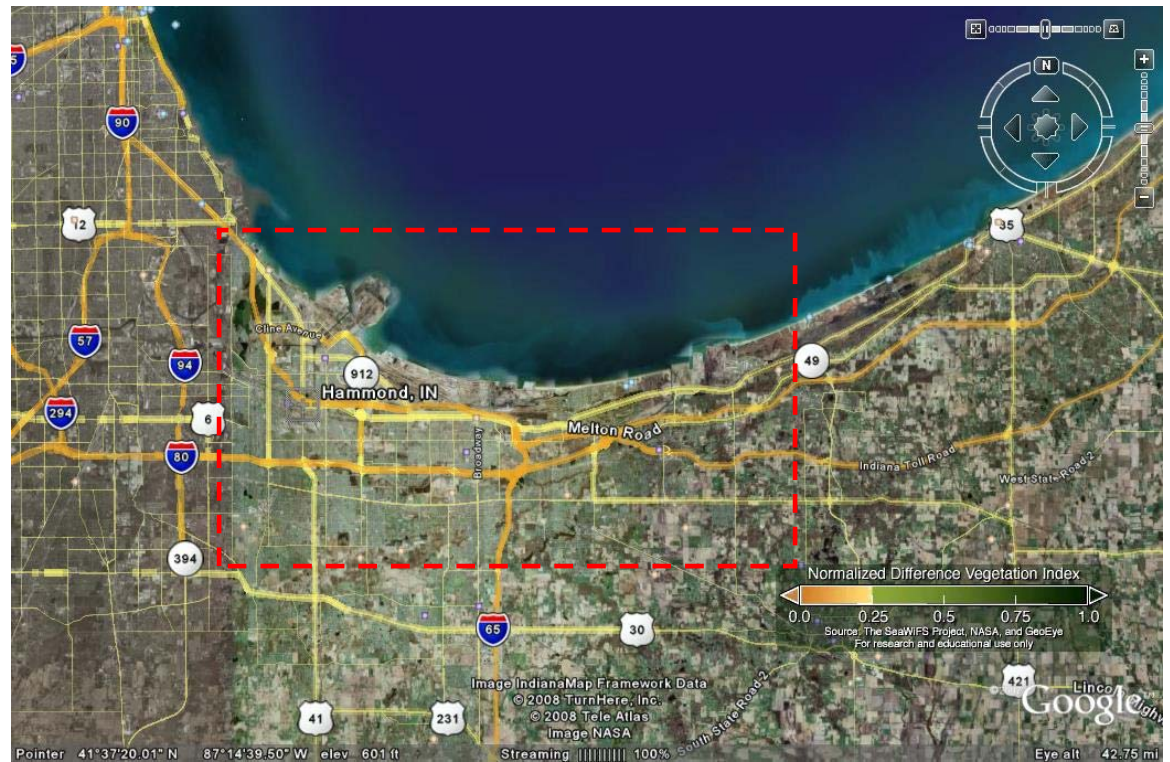 N
90
12
35
57
94
Cline Avenue
912
49
Hammond, IN
294
6
Melton Road
Broadway
80
Indiana Toll Road
West State Road 2
394
Normalized Difference Vegetation Index
0.0 0.25 0.5 0.75 1.0
Source: The SeaWiFS Project, NASA, and GeoEye
For research and educational use only
65
30
421
Image IndianaMap Framework Data
© 2008 TurnHere, Inc.
© 2008 Tele Atlas
Image NASA
South State Road 2
Google
41
231
Pointer 41°37'20.01" N 87°14'39.50" W elev 601 ft Streaming 100% Eye alt 42.75 mi